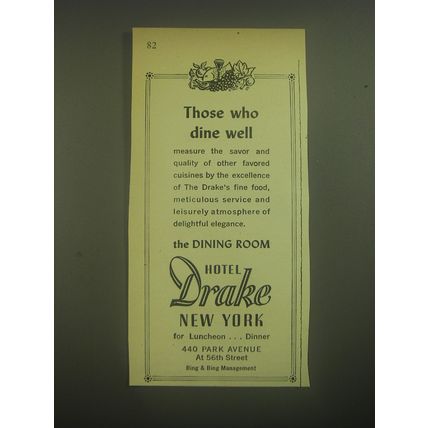 82
Those who
dine well
measure the savor and
quality of other favored
cuisines by the excellence
of The Drake's fine food,
meticulous service and
leisurely atmosphere of
delightful elegance.
the DINING ROOM
HOTEL
Drake
NEW YORK
for Luncheon . . . Dinner
440 PARK AVENUE
At 56th Street
Bing & Bing Management